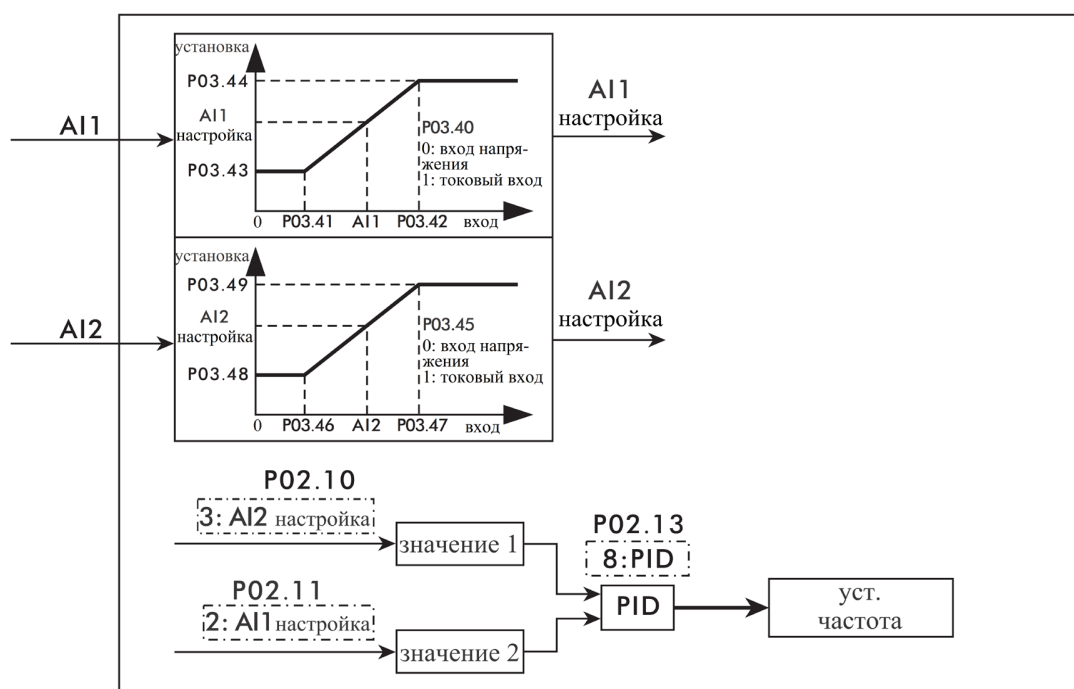 установка
P03.44
AI1
настройка
P03.43
P03.40
0: вход напря-
жения
1: токовый вход
0
P03.41
AI1
P03.42
вход
AI1
AI1
настройка
установка
P03.49
AI2
настройка
P03.48
P03.45
0: вход напря-
жения
1: токовый вход
0
P03.46
AI2
P03.47
вход
AI2
AI2
настройка
P02.10
3: AI2 настройка
значение 1
P02.11
2: AI1 настройка
значение 2
P02.13
8:PID
PID
уст.
частота